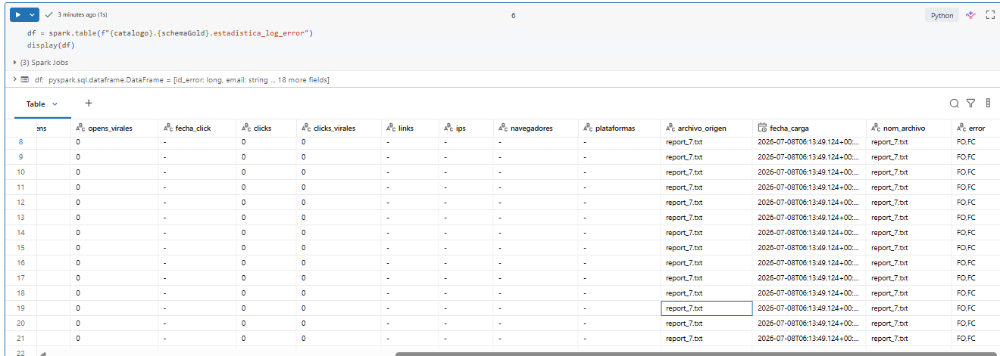 3 minutes ago (1s)
6
Python
df = spark.table(f"{catalogo}.{schemaGold}.estadistica_log_error")
display(df)
(3) Spark Jobs
df: pyspark.sql.dataframe.DataFrame = [id_error: long, email: string ... 18 more fields]
Table +
ens opens_virales fecha_click clicks clicks_virales links ips navegadores plataformas archivo_origen fecha_carga nom_archivo error
8 0 - 0 0 - - - - report_7.txt 2026-07-08T06:13:49.124+00:... report_7.txt FO,FC
9 0 - 0 0 - - - - report_7.txt 2026-07-08T06:13:49.124+00:... report_7.txt FO,FC
10 0 - 0 0 - - - - report_7.txt 2026-07-08T06:13:49.124+00:... report_7.txt FO,FC
11 0 - 0 0 - - - - report_7.txt 2026-07-08T06:13:49.124+00:... report_7.txt FO,FC
12 0 - 0 0 - - - - report_7.txt 2026-07-08T06:13:49.124+00:... report_7.txt FO,FC
13 0 - 0 0 - - - - report_7.txt 2026-07-08T06:13:49.124+00:... report_7.txt FO,FC
14 0 - 0 0 - - - - report_7.txt 2026-07-08T06:13:49.124+00:... report_7.txt FO,FC
15 0 - 0 0 - - - - report_7.txt 2026-07-08T06:13:49.124+00:... report_7.txt FO,FC
16 0 - 0 0 - - - - report_7.txt 2026-07-08T06:13:49.124+00:... report_7.txt FO,FC
17 0 - 0 0 - - - - report_7.txt 2026-07-08T06:13:49.124+00:... report_7.txt FO,FC
18 0 - 0 0 - - - - report_7.txt 2026-07-08T06:13:49.124+00:... report_7.txt FO,FC
19 0 - 0 0 - - - - report_7.txt 2026-07-08T06:13:49.124+00:... report_7.txt FO,FC
20 0 - 0 0 - - - - report_7.txt 2026-07-08T06:13:49.124+00:... report_7.txt FO,FC
21 0 - 0 0 - - - - report_7.txt 2026-07-08T06:13:49.124+00:... report_7.txt FO,FC
22